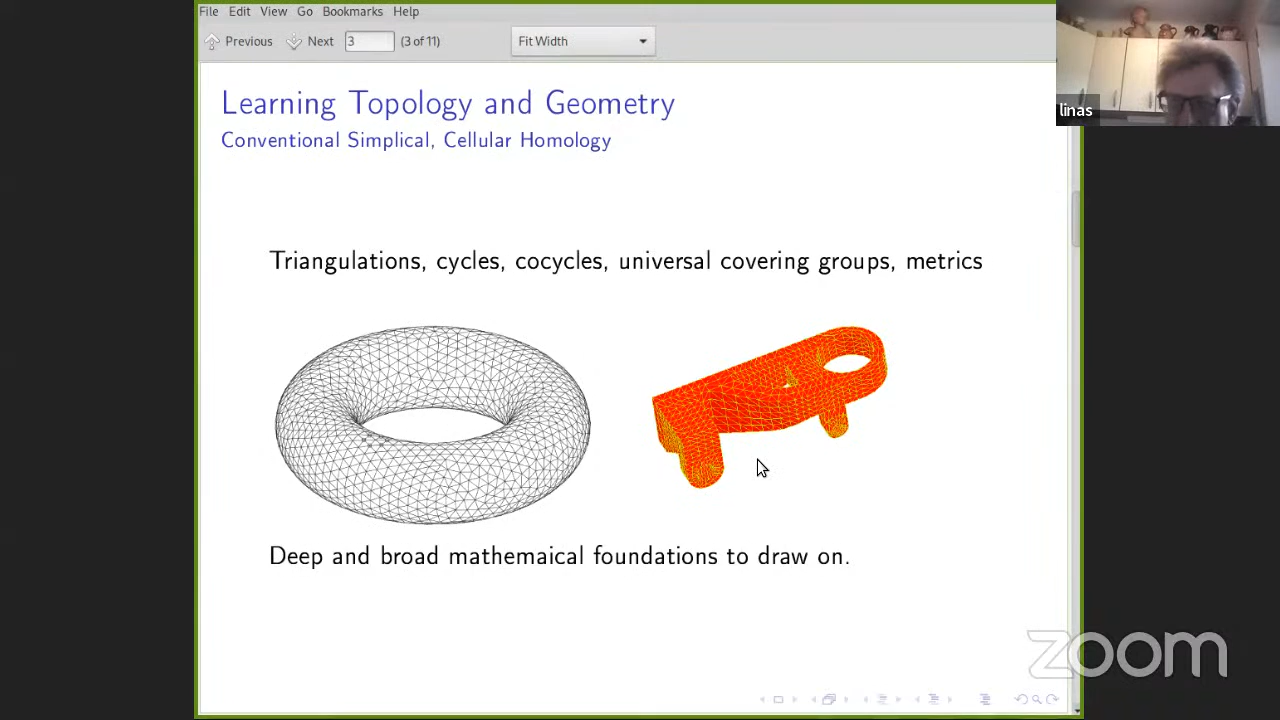 File Edit View Go Bookmarks Help
Previous Next 3 (3 of 11) Fit Width
linas
Learning Topology and Geometry
Conventional Simplical, Cellular Homology
Triangulations, cycles, cocycles, universal covering groups, metrics
Deep and broad mathemaical foundations to draw on.
zoom